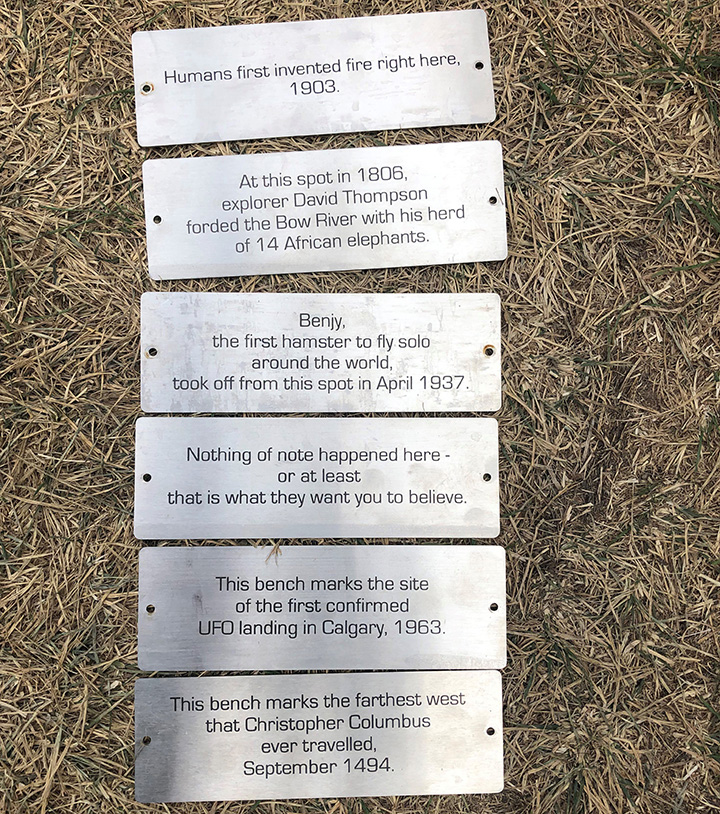 Humans first invented fire right here,
1903.
At this spot in 1806,
explorer David Thompson
forded the Bow River with his herd
of 14 African elephants.
Benjy,
the first hamster to fly solo
around the world,
took off from this spot in April 1937.
Nothing of note happened here -
or at least
that is what they want you to believe.
This bench marks the site
of the first confirmed
UFO landing in Calgary, 1963.
This bench marks the farthest west
that Christopher Columbus
ever travelled,
September 1494.